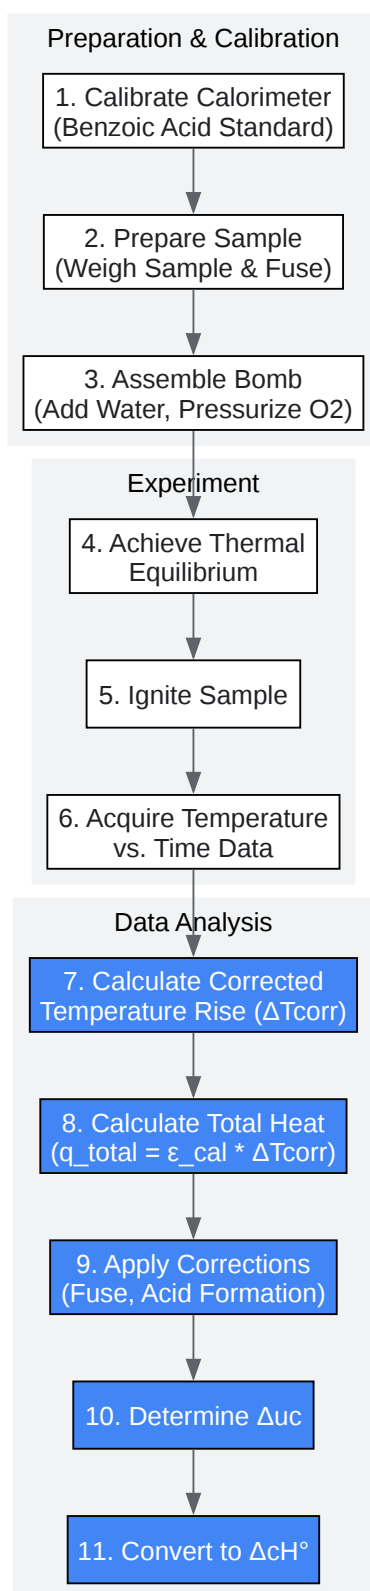 Preparation & Calibration
1. Calibrate Calorimeter
(Benzoic Acid Standard)
2. Prepare Sample
(Weigh Sample & Fuse)
3. Assemble Bomb
(Add Water, Pressurize O2)
Experiment
4. Achieve Thermal
Equilibrium
5. Ignite Sample
6. Acquire Temperature
vs. Time Data
Data Analysis
7. Calculate Corrected
Temperature Rise (ΔTcorr)
8. Calculate Total Heat
(q_total = ε_cal * ΔTcorr)
9. Apply Corrections
(Fuse, Acid Formation)
10. Determine Δuc
11. Convert to ΔcH°